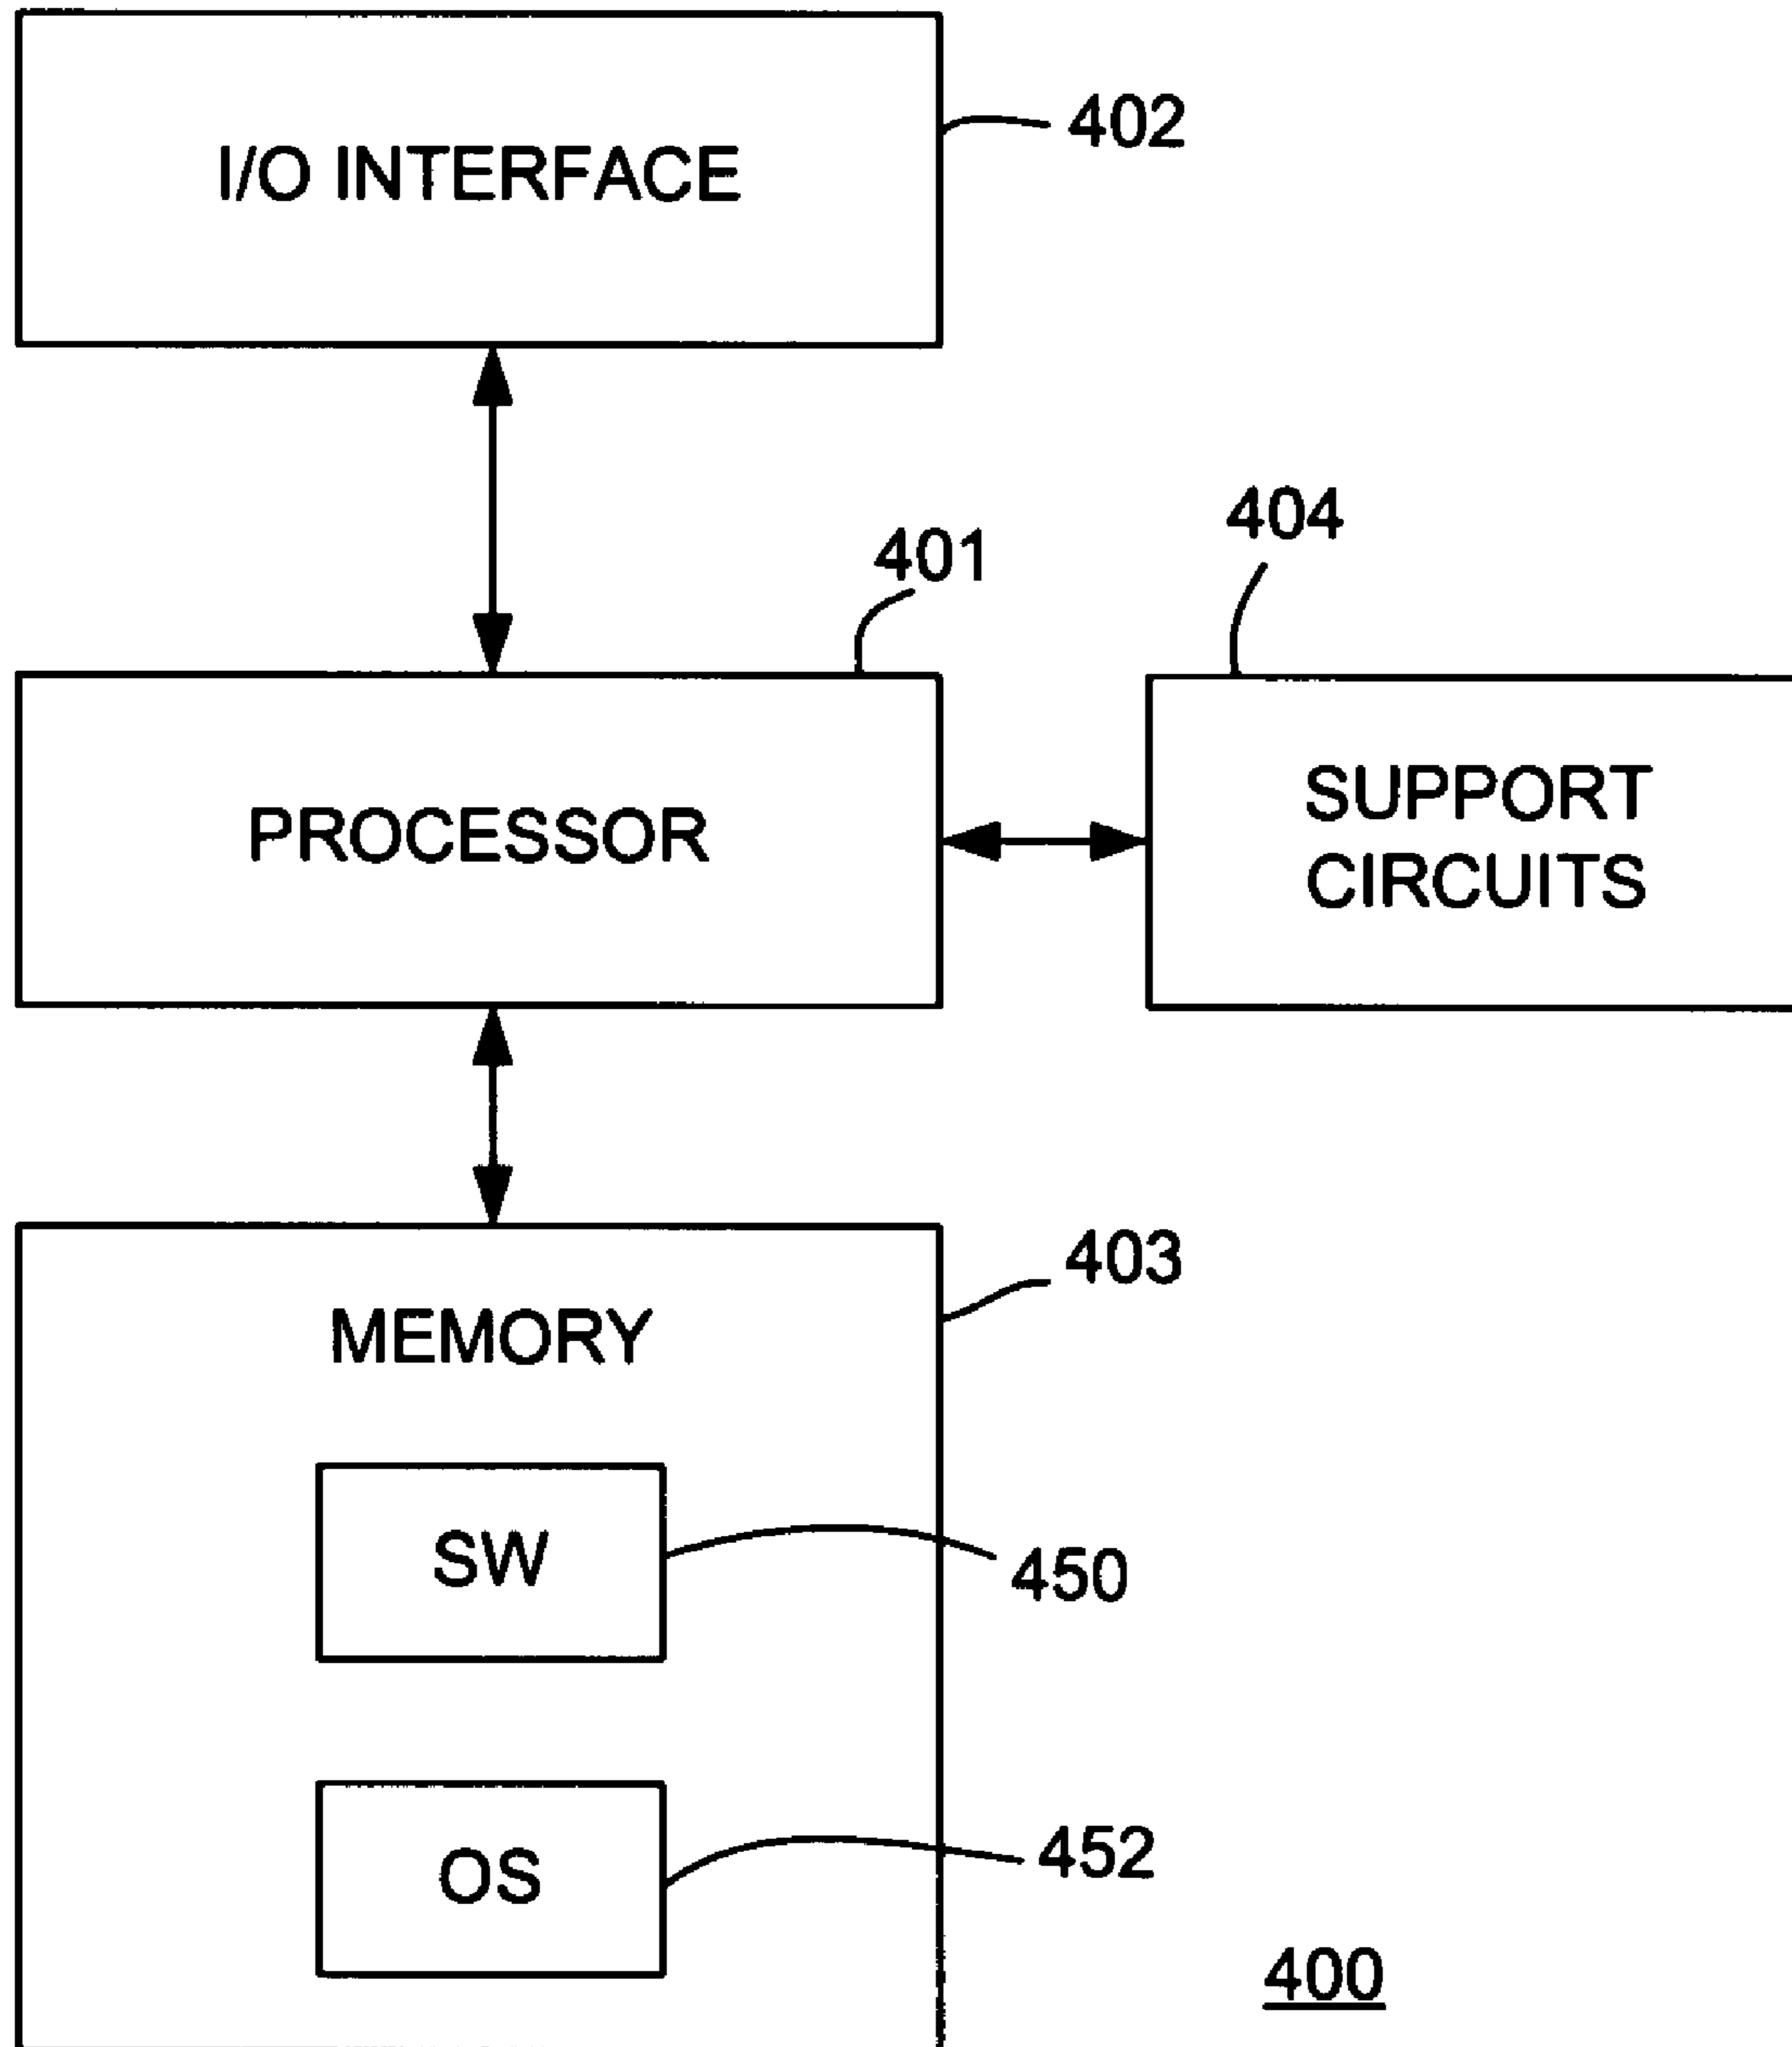 I/O INTERFACE
402
401
404
PROCESSOR
SUPPORT
CIRCUITS
403
MEMORY
SW
450
OS
452
400